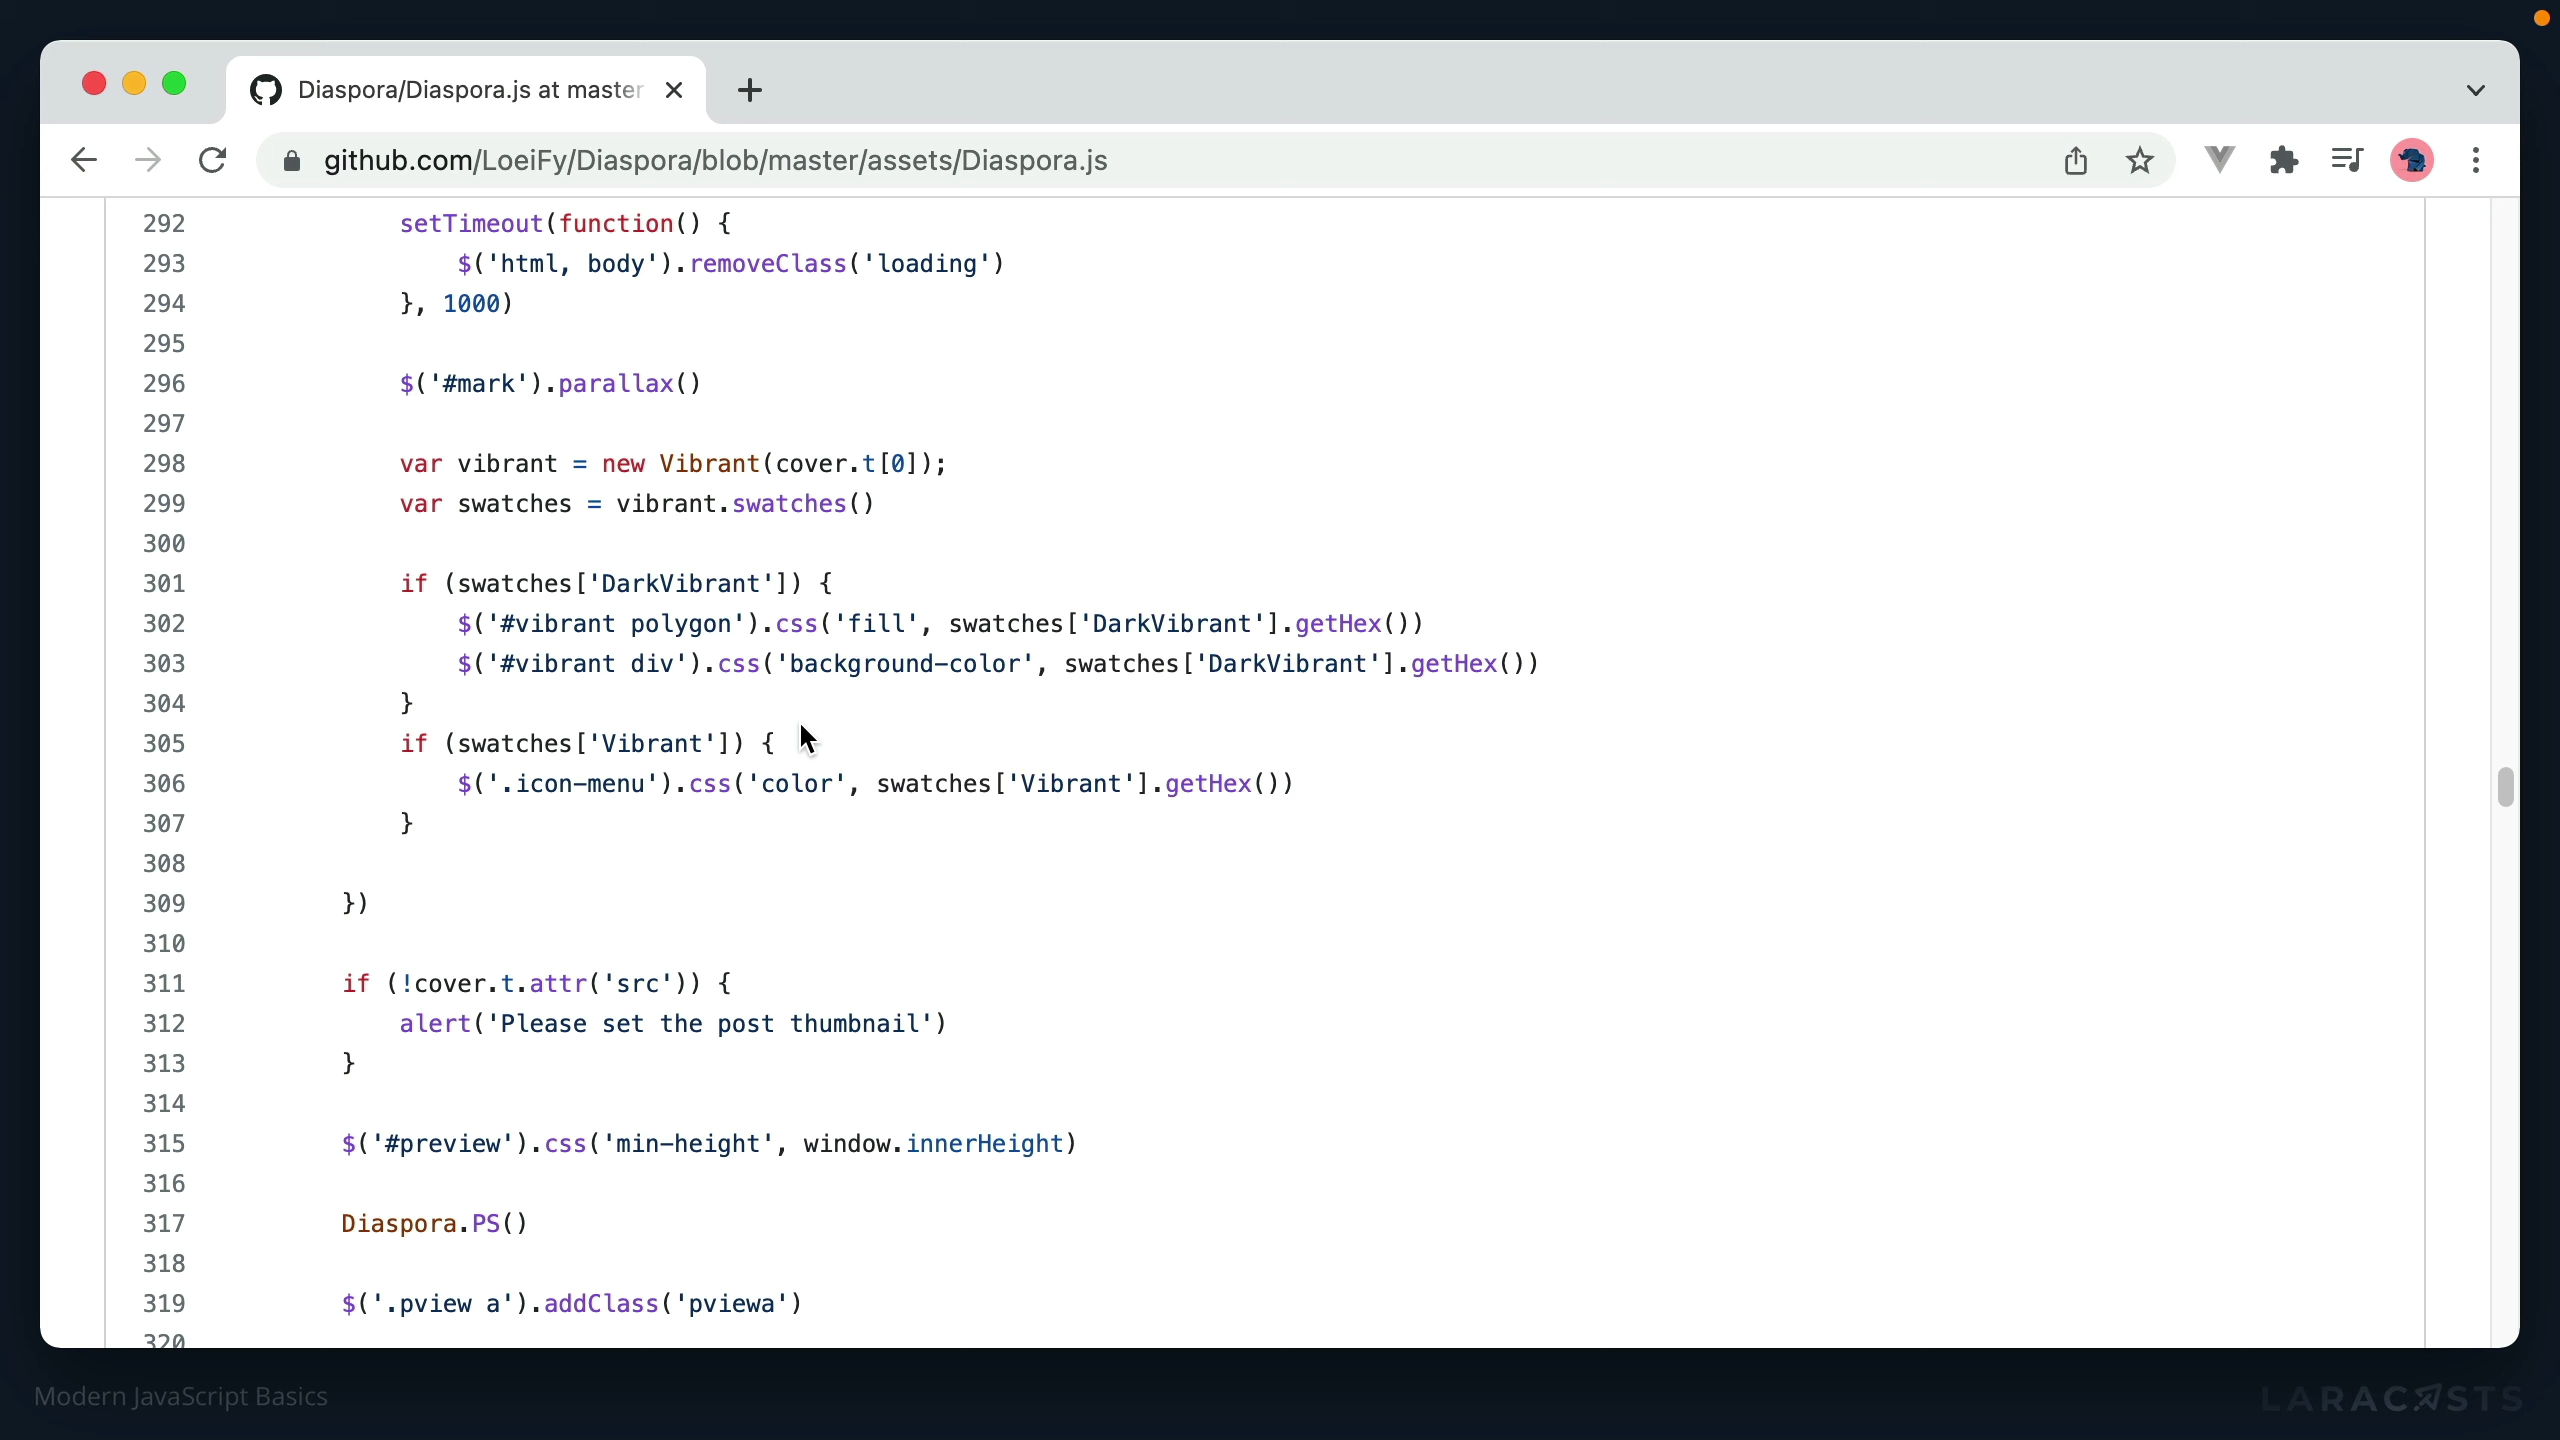 Diaspora/Diaspora.js at master
github.com/LoeiFy/Diaspora/blob/master/assets/Diaspora.js
292 setTimeout(function() {
293 $('html, body').removeClass('loading')
294 }, 1000)
295
296 $('#mark').parallax()
297
298 var vibrant = new Vibrant(cover.t[0]);
299 var swatches = vibrant.swatches()
300
301 if (swatches['DarkVibrant']) {
302 $('#vibrant polygon').css('fill', swatches['DarkVibrant'].getHex())
303 $('#vibrant div').css('background-color', swatches['DarkVibrant'].getHex())
304 }
305 if (swatches['Vibrant']) {
306 $('.icon-menu').css('color', swatches['Vibrant'].getHex())
307 }
308
309 })
310
311 if (!cover.t.attr('src')) {
312 alert('Please set the post thumbnail')
313 }
314
315 $('#preview').css('min-height', window.innerHeight)
316
317 Diaspora.PS()
318
319 $('.pview a').addClass('pviewa')
320
Modern JavaScript Basics
LARACASTS